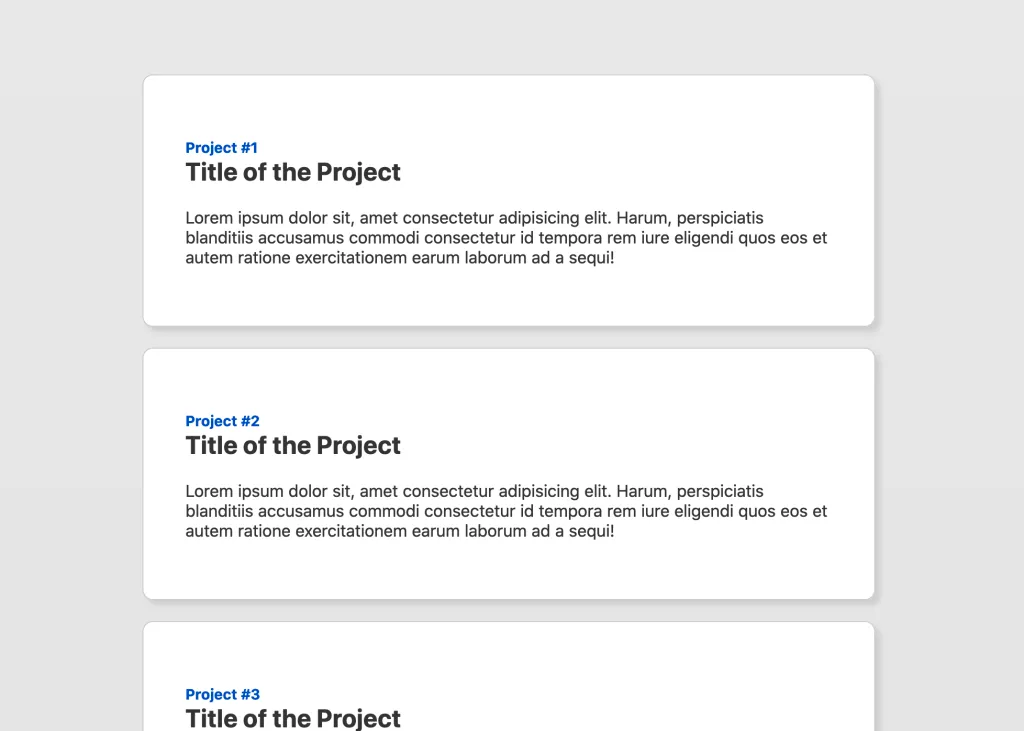 Project #1
Title of the Project
Lorem ipsum dolor sit, amet consectetur adipisicing elit. Harum, perspiciatis
blanditiis accusamus commodi consectetur id tempora rem iure eligendi quos eos et
autem ratione exercitationem earum laborum ad a sequi!
Project #2
Title of the Project
Lorem ipsum dolor sit, amet consectetur adipisicing elit. Harum, perspiciatis
blanditiis accusamus commodi consectetur id tempora rem iure eligendi quos eos et
autem ratione exercitationem earum laborum ad a sequi!
Project #3
Title of the Project